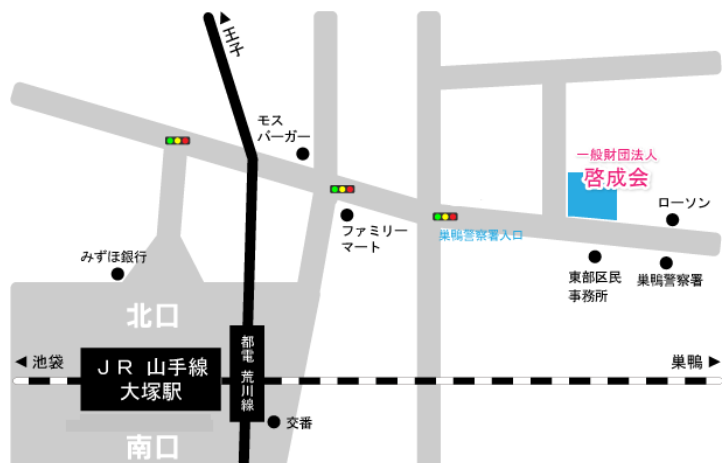 ▲王子
モス
バーガー
一般財団法人
啓成会
ローソン
ファミリー
マート
巣鴨警察署入口
みずほ銀行
東部区民
事務所
巣鴨警察署
北口
◀池袋
JR 山手線
大塚駅
都電 荒川線
巣鴨▶
交番
南口